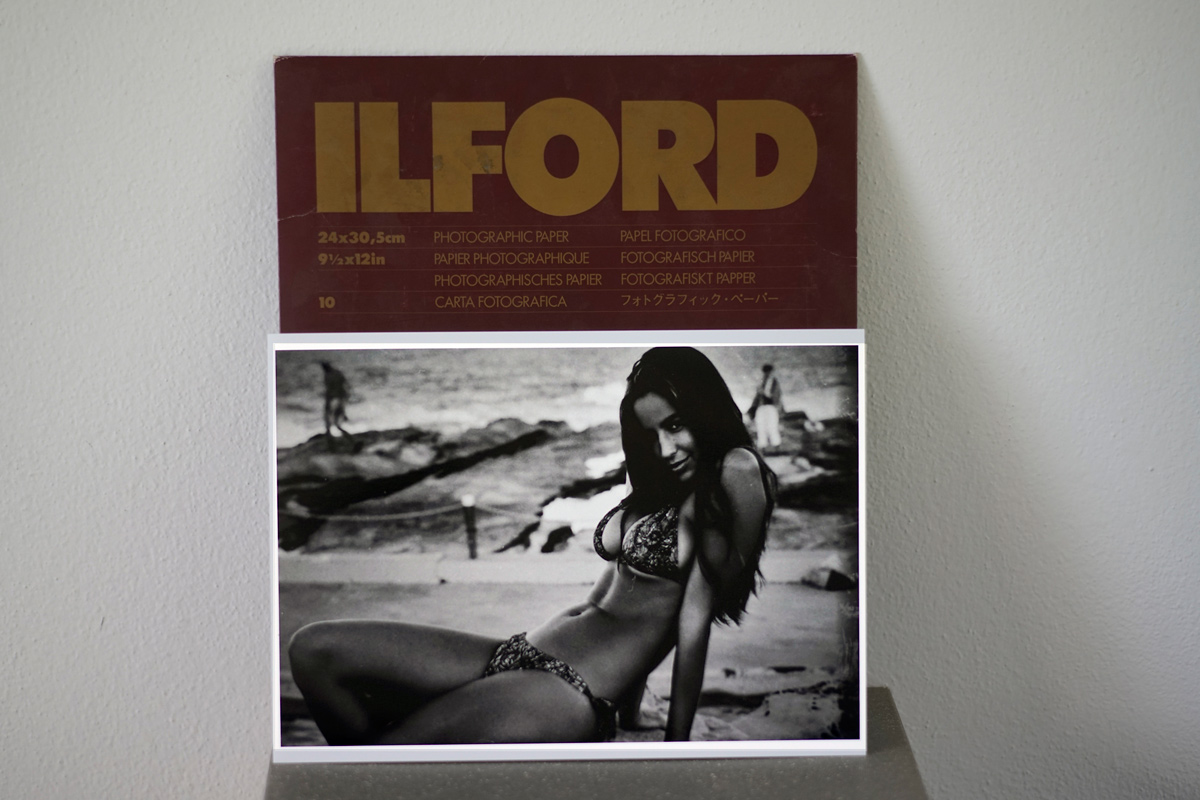 ILFORD
24x30,5cm PHOTOGRAPHIC PAPER PAPEL FOTOGRAFICO
9½x12in PAPIER PHOTOGRAPHIQUE FOTOGRAFISCH PAPIER
PHOTOGRAPHISCHES PAPIER FOTOGRAFISKT PAPPER
10 CARTA FOTOGRAFICA フォトグラフィック・ペーパー